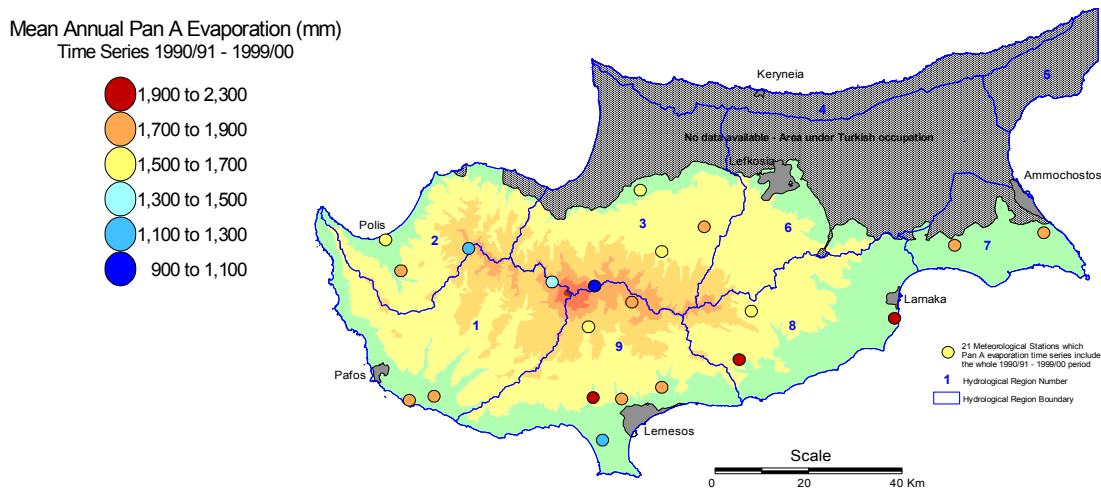 Mean Annual Pan A Evaporation (mm)
Time Series 1990/91 - 1999/00
1,900 to 2,300
1,700 to 1,900
1,500 to 1,700
1,300 to 1,500
1,100 to 1,300
900 to 1,100
Keryneia
5
4
No data available - Area under Turkish occupation
Lefkosia
Ammochostos
Polis
2
3
6
7
Larnaka
1
8
9
Pafos
Lemesos
21 Meteorological Stations which
Pan A evaporation time series include
the whole 1990/91 - 1999/00 period
1 Hydrological Region Number
Hydrological Region Boundary
Scale
0 20 40 Km